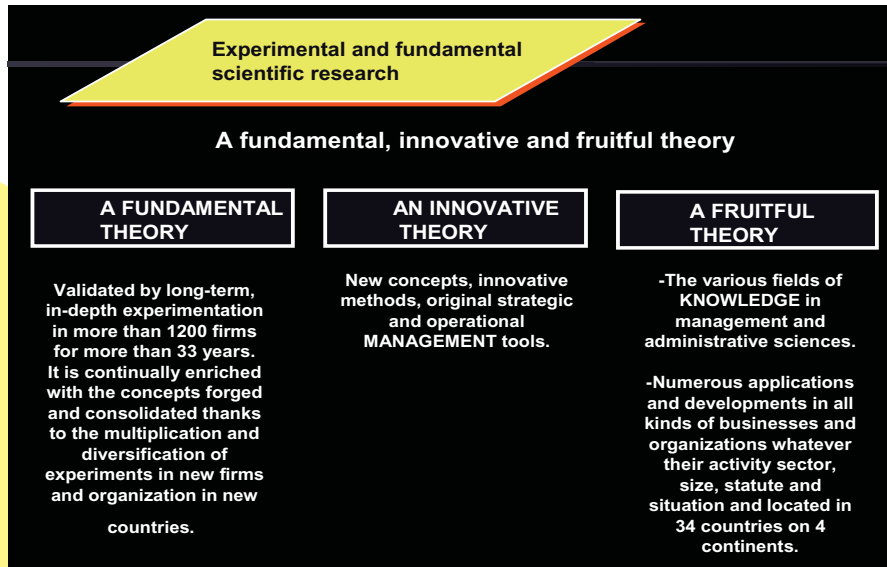 Experimental and fundamental
scientific research
A fundamental, innovative and fruitful theory
A FUNDAMENTAL
THEORY
Validated by long-term,
in-depth experimentation
in more than 1200 firms
for more than 33 years.
It is continually enriched
with the concepts forged
and consolidated thanks
to the multiplication and
diversification of
experiments in new firms
and organization in new
countries.
AN INNOVATIVE
THEORY
New concepts, innovative
methods, original strategic
and operational
MANAGEMENT tools.
A FRUITFUL
THEORY
-The various fields of
KNOWLEDGE in
management and
administrative sciences.
-Numerous applications
and developments in all
kinds of businesses and
organizations whatever
their activity sector,
size, statute and
situation and located in
34 countries on 4
continents.